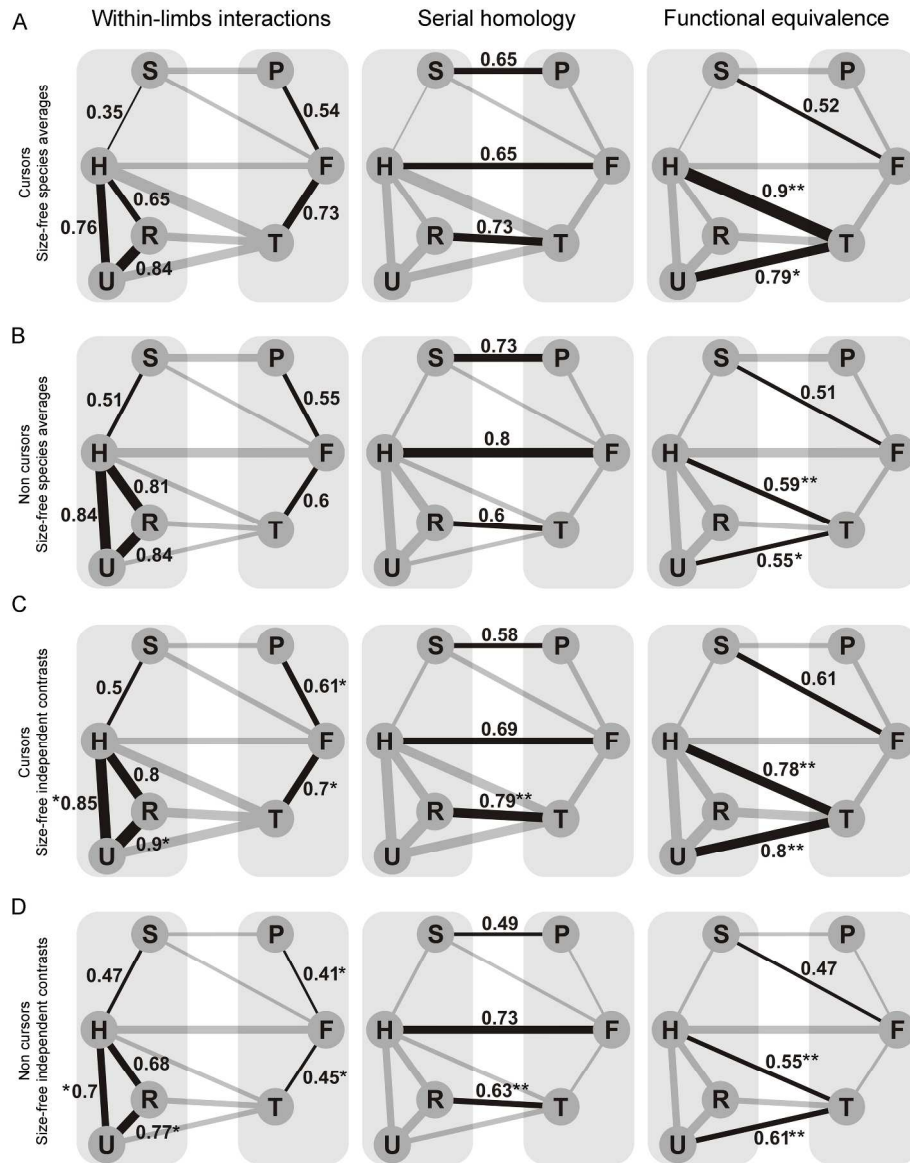 Within-limbs interactions Serial homology Functional equivalence
A
Cursors
Size-free species averages
S P
0.35 0.54
H F
0.65
0.76 0.73
R T
0.84
U
S 0.65 P
H 0.65 F
R 0.73 T
U
S P
0.52
H F
0.9**
R T
0.79*
U
B
Non cursors
Size-free species averages
S P
0.51 0.55
H F
0.81
0.84 0.6
R T
0.84
U
S 0.73 P
H 0.8 F
R 0.6 T
U
S P
0.51
H F
0.59**
R T
0.55*
U
C
Cursors
Size-free independent contrasts
S P
0.5 0.61*
H F
0.8
*0.85 0.7*
R T
0.9*
U
S 0.58 P
H 0.69 F
R 0.79** T
U
S P
0.61
H F
0.78**
R T
0.8**
U
D
Non cursors
Size-free independent contrasts
S P
0.47 0.41*
H F
0.68
*0.7 0.45*
R T
0.77*
U
S 0.49 P
H 0.73 F
R 0.63** T
U
S P
0.47
H F
0.55**
R T
0.61**
U